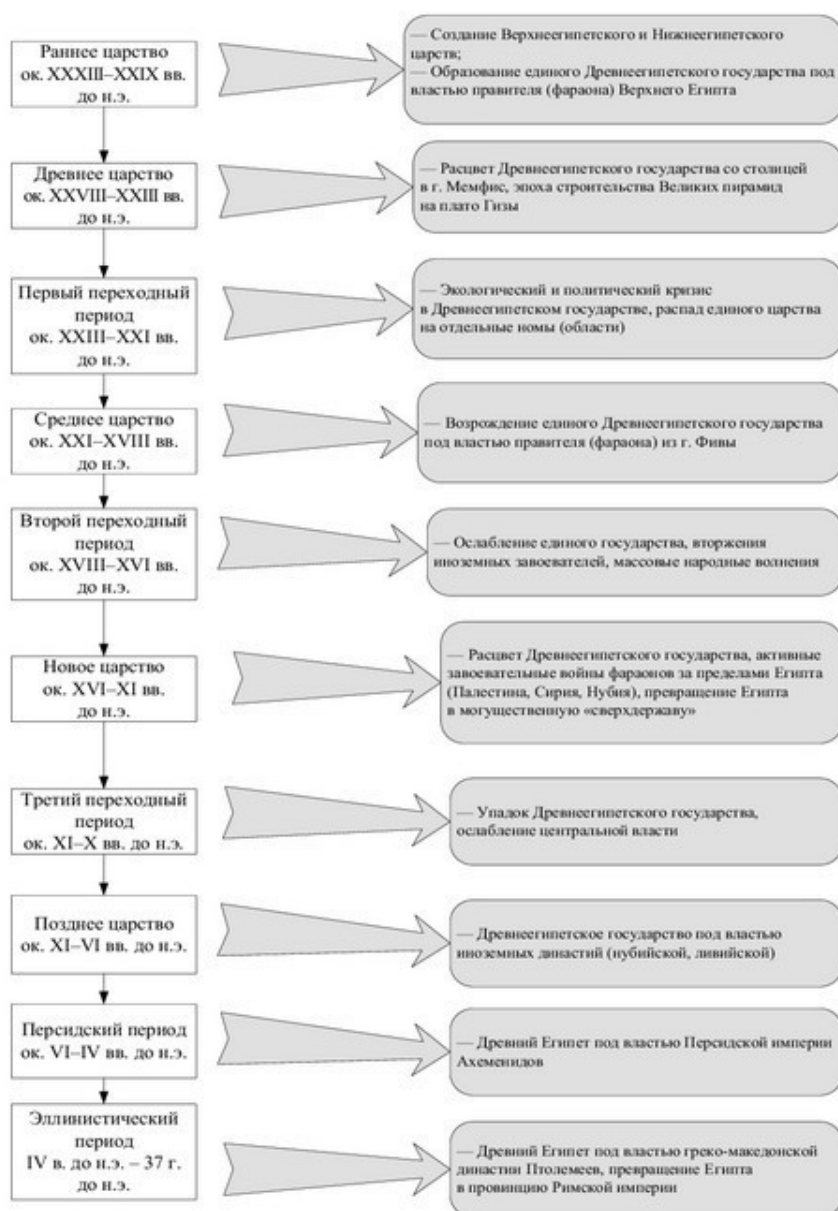 Раннее царство
ок. XXXIII–XXIX вв.
до н.э.
— Создание Верхнеегипетского и Нижнеегипетского
царств;
— Образование единого Древнеегипетского государства под
властью правителя (фараона) Верхнего Египта
Древнее царство
ок. XXVIII–XXIII вв.
до н.э.
— Расцвет Древнеегипетского государства со столицей
в г. Мемфис, эпоха строительства Великих пирамид
на плато Гизы
Первый переходный
период
ок. XXIII–XXI вв.
до н.э.
— Экологический и политический кризис
в Древнеегипетском государстве, распад единого царства
на отдельные номы (области)
Среднее царство
ок. XXI–XVIII вв.
до н.э.
— Возрождение единого Древнеегипетского государства
под властью правителя (фараона) из г. Фивы
Второй переходный
период
ок. XVIII–XVI вв.
до н.э.
— Ослабление единого государства, вторжения
иноземных завоевателей, массовые народные волнения
Новое царство
ок. XVI–XI вв.
до н.э.
— Расцвет Древнеегипетского государства, активные
завоевательные войны фараонов за пределами Египта
(Палестина, Сирия, Нубия), превращение Египта
в могущественную «сверхдержаву»
Третий переходный
период
ок. XI–X вв. до н.э.
— Упадок Древнеегипетского государства,
ослабление центральной власти
Позднее царство
ок. XI–VI вв. до н.э.
— Древнеегипетское государство под властью
иноземных династий (нубийской, ливийской)
Персидский период
ок. VI–IV вв. до н.э.
— Древний Египет под властью Персидской империи
Ахеменидов
Эллинистический
период
IV в. до н.э. – 37 г.
до н.э.
— Древний Египет под властью греко-македонской
династии Птолемеев, превращение Египта
в провинцию Римской империи